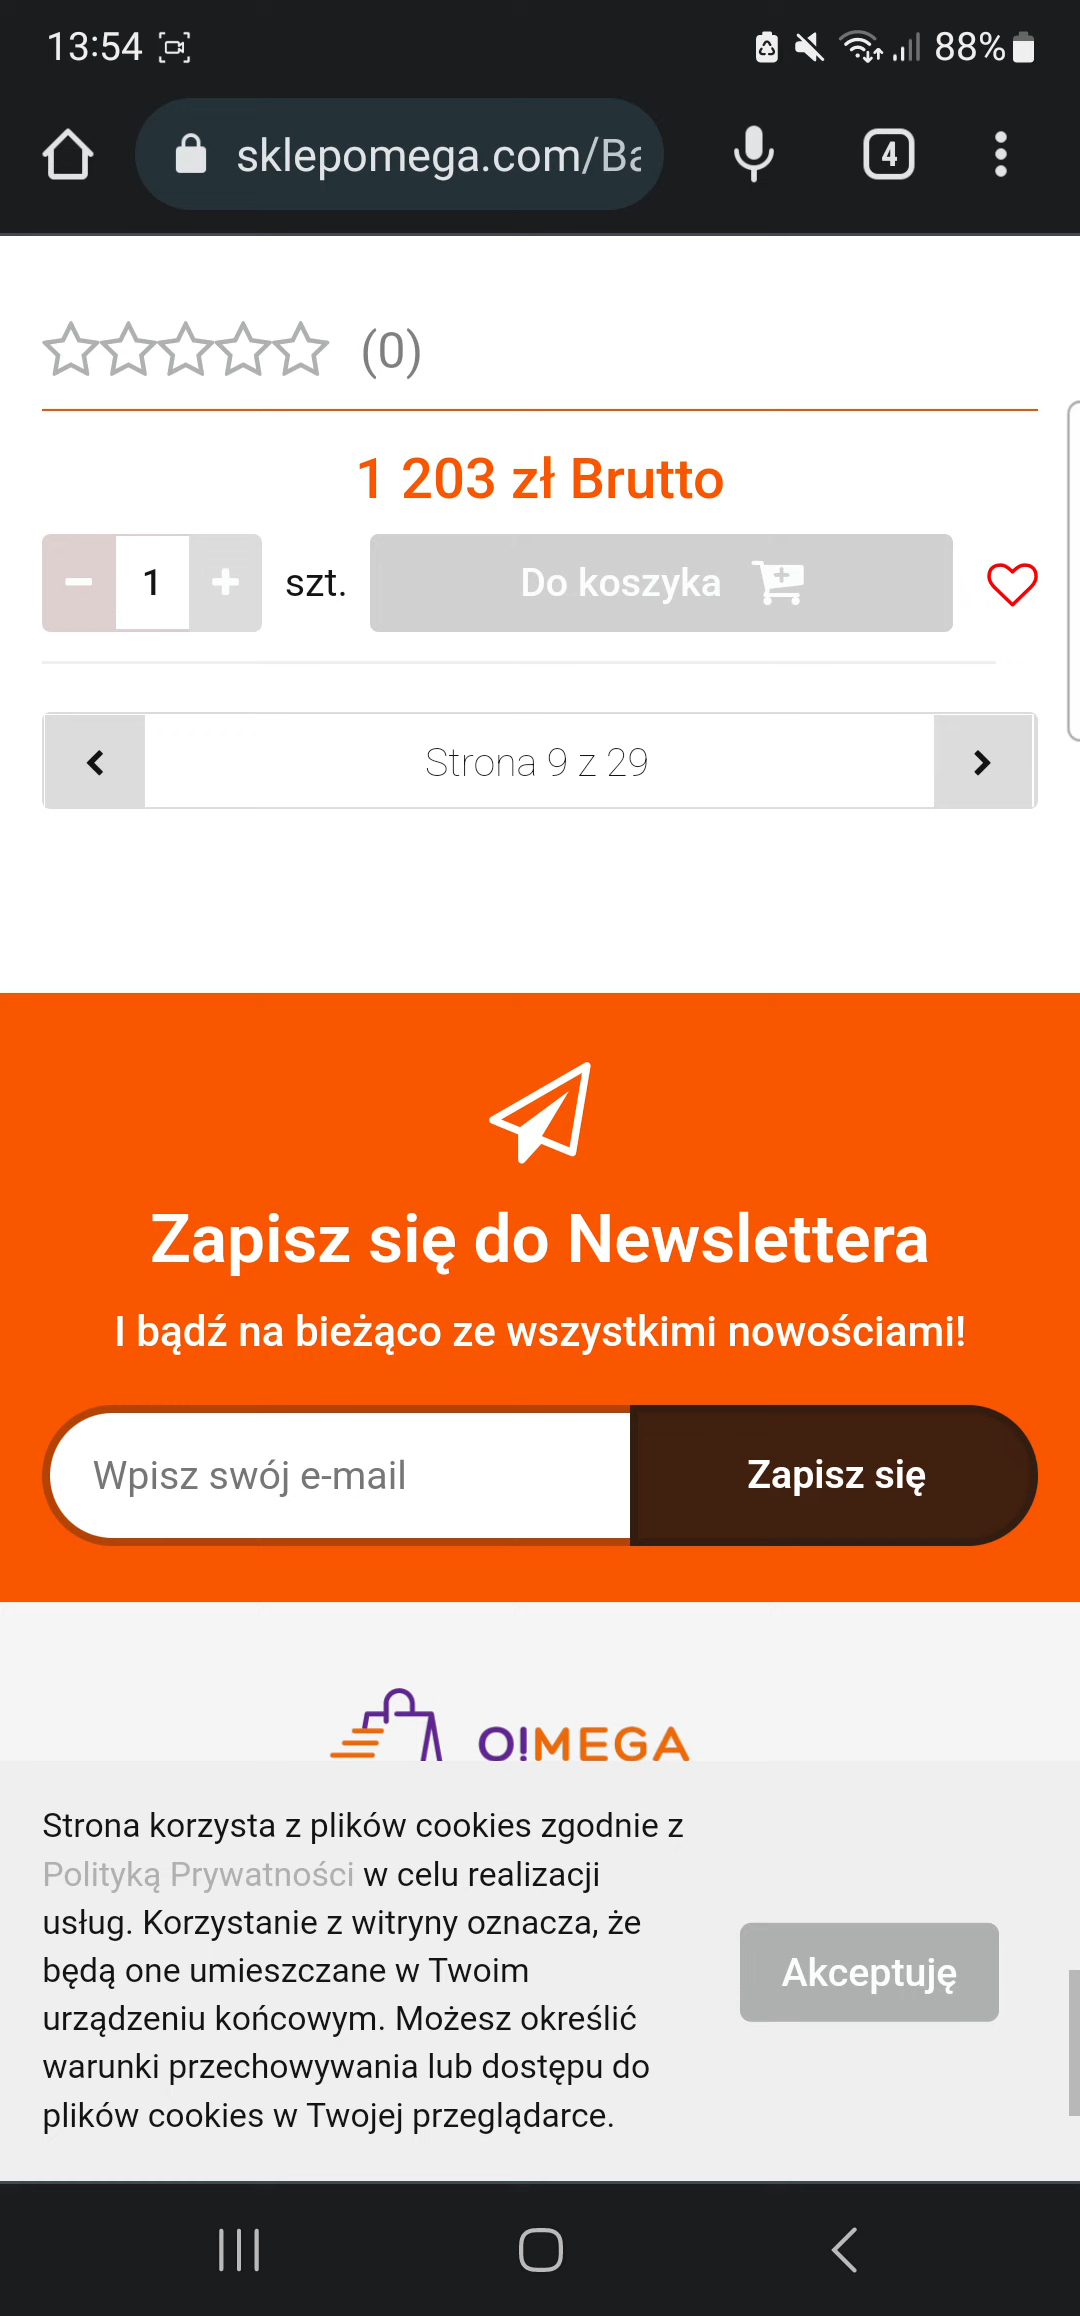 13:54
88%
sklepomega.com/Ba
4
(0)
1 203 zł Brutto
1 szt. Do koszyka
Strona 9 z 29
Zapisz się do Newslettera
I bądź na bieżąco ze wszystkimi nowościami!
Wpisz swój e-mail Zapisz się
O!MEGA
Strona korzysta z plików cookies zgodnie z
Polityką Prywatności w celu realizacji
usług. Korzystanie z witryny oznacza, że
będą one umieszczane w Twoim
urządzeniu końcowym. Możesz określić
warunki przechowywania lub dostępu do
plików cookies w Twojej przeglądarce.
Akceptuję